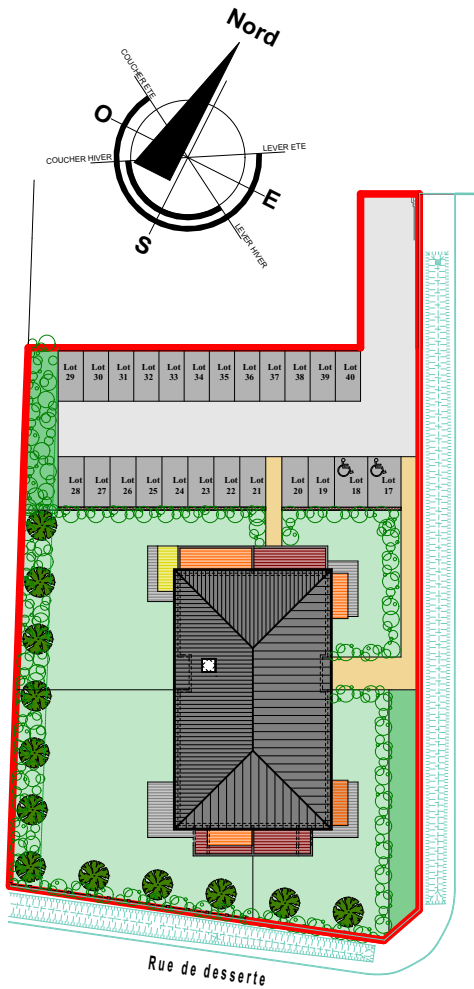 Nord
COUCHER ETE
O
LEVER ETE
COUCHER HIVER
E
S
LEVER HIVER
Lot 29
Lot 30
Lot 31
Lot 32
Lot 33
Lot 34
Lot 35
Lot 36
Lot 37
Lot 38
Lot 39
Lot 40
Lot 28
Lot 27
Lot 26
Lot 25
Lot 24
Lot 23
Lot 22
Lot 21
Lot 20
Lot 19
Lot 18
Lot 17
Rue de desserte